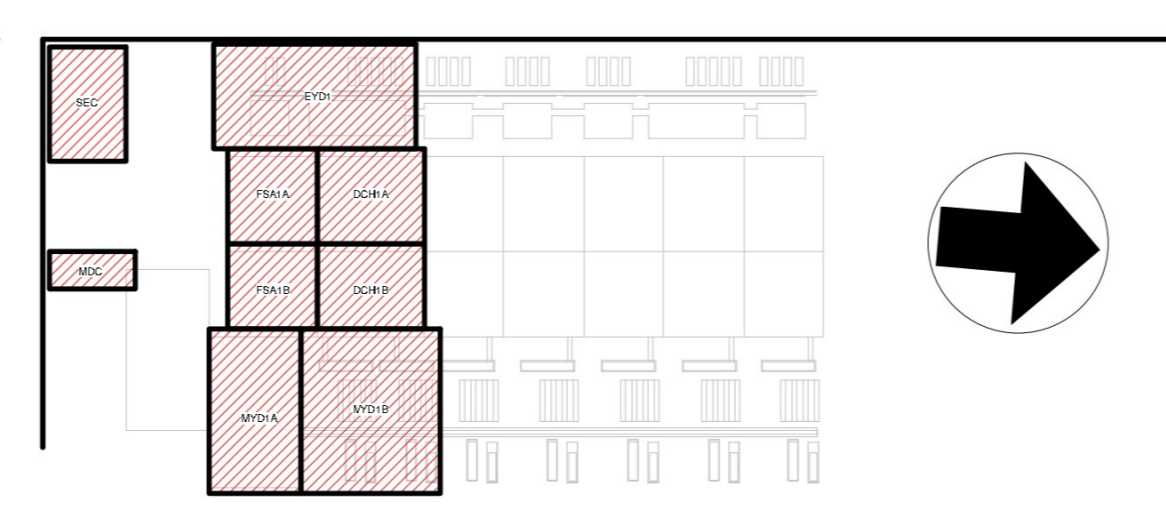 SEC
EYD1
FSA1A
DCH1A
MDC
FSA1B
DCH1B
MYD1A
MYD1B